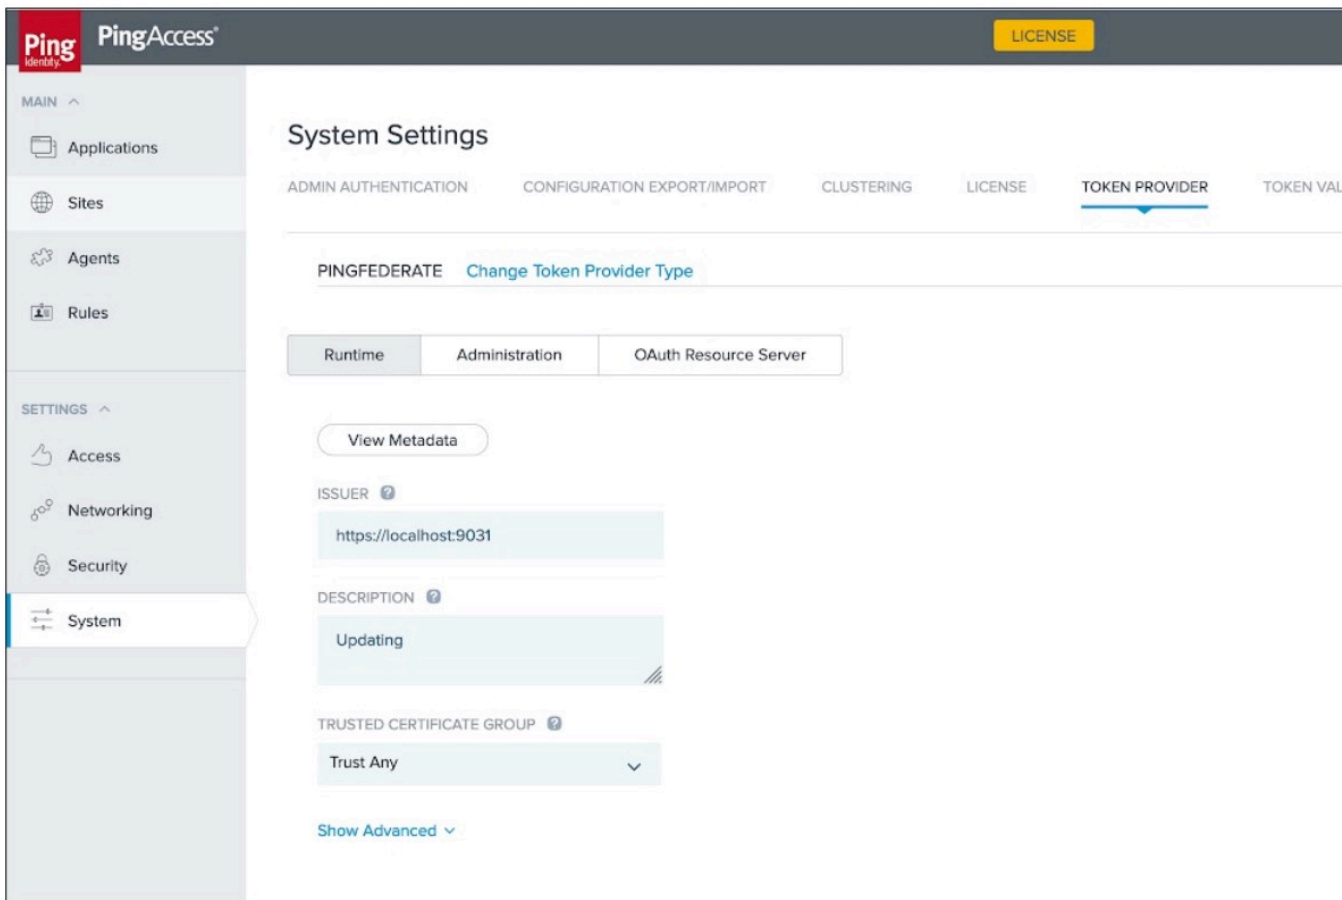 Ping
Identity.
PingAccess®
LICENSE
MAIN
Applications
Sites
Agents
Rules
SETTINGS
Access
Networking
Security
System
System Settings
ADMIN AUTHENTICATION CONFIGURATION EXPORT/IMPORT CLUSTERING LICENSE TOKEN PROVIDER TOKEN VAL
PINGFEDERATE Change Token Provider Type
Runtime Administration OAuth Resource Server
View Metadata
ISSUER ?
https://localhost:9031
DESCRIPTION ?
Updating
TRUSTED CERTIFICATE GROUP ?
Trust Any
Show Advanced